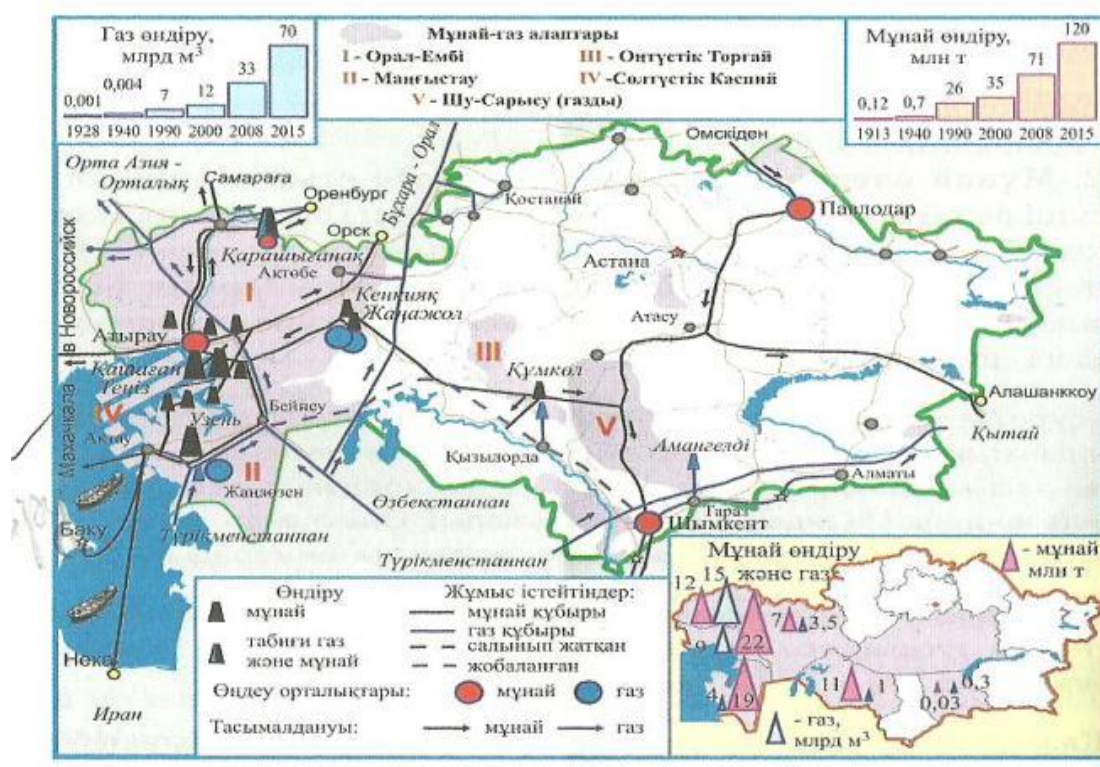 Газ өндіру,
млрд м³
0,001
0,004
7
12
33
70
1928 1940 1990 2000 2008 2015
Мұнай-газ алаптары
I - Орал-Ембі
II - Маңғыстау
III - Оңтүстік Торғай
IV -Солтүстік Каспий
V - Шу-Сарысу (газды)
Мұнай өндіру,
млн т
0,12
0,7
26
35
71
120
1913 1940 1990 2000 2008 2015
Орта Азия -
Орталық
Самараға
Оренбург
Орск
Бұхара - Орал
Омскіден
Қостанай
Павлодар
Қарашығанақ
Ақтөбе
Астана
в Новороссийск
I
Кенқияқ
Жаңажол
Атасу
Атырау
III
Қашаған
Теңіз
Құмкөл
Алашанккоу
IV
Узень
Бейнеу
V
Амангелді
Қытай
Махачкала
Ақтау
II
Қызылорда
Алматы
Жаңаөзен
Өзбекстаннан
Тараз
Шымкент
Баку
Түрікменстаннан
Түрікменстаннан
Нека
Иран
Өндіру
мұнай
табиғи газ
және мұнай
Жұмыс істейтіндер:
мұнай құбыры
газ құбыры
салынып жатқан
жобаланған
Өңдеу орталықтары:
мұнай
газ
Тасымалдануы:
мұнай
газ
Мұнай өндіру
және газ
- мұнай
млн т
12
15
7
3,5
9
22
4
19
11
1
0,3
0,03
- газ,
млрд м³